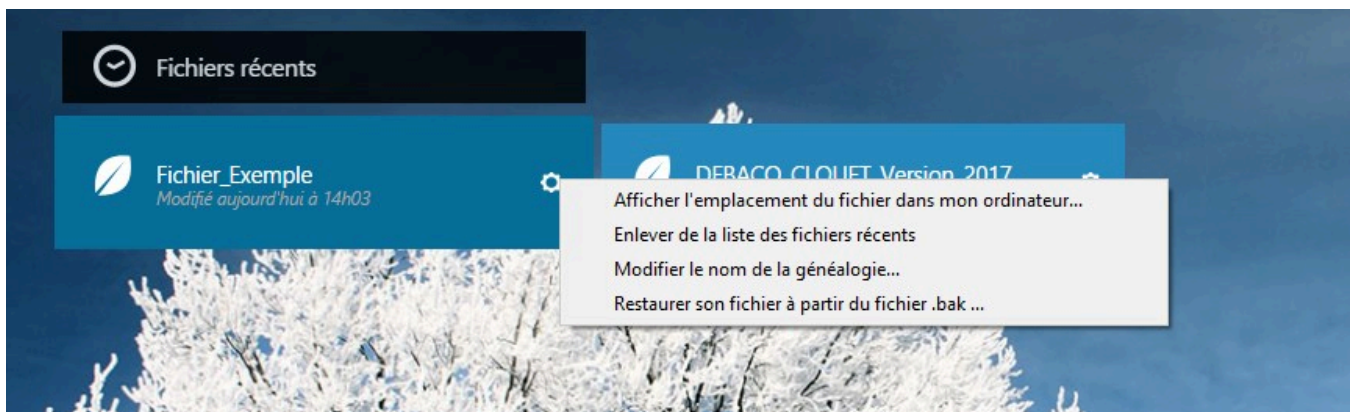 Fichiers récents
Fichier_Exemple
Modifié aujourd'hui à 14h03
DEBACQ_CLOUET_Version_2017
Afficher l'emplacement du fichier dans mon ordinateur...
Enlever de la liste des fichiers récents
Modifier le nom de la généalogie...
Restaurer son fichier à partir du fichier .bak ...